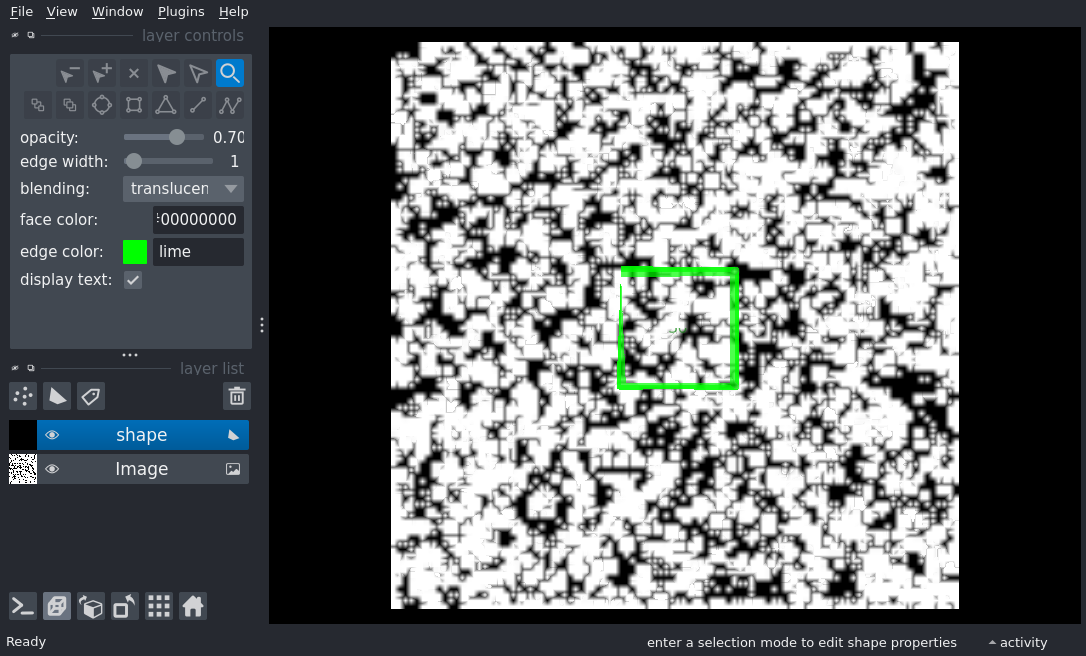 File View Window Plugins Help
layer controls
opacity: 0.70
edge width: 1
blending: translucen
face color: 00000000
edge color: lime
display text:
layer list
shape
Image
Ready
enter a selection mode to edit shape properties
activity